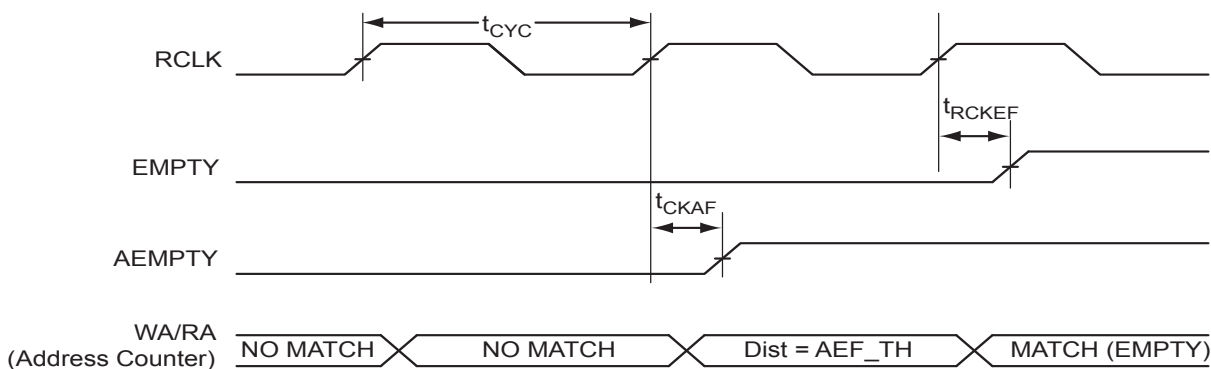 tCYC
RCLK
tRCKEF
EMPTY
tCKAF
AEMPTY
WA/RA
(Address Counter)
NO MATCH
NO MATCH
Dist = AEF_TH
MATCH (EMPTY)